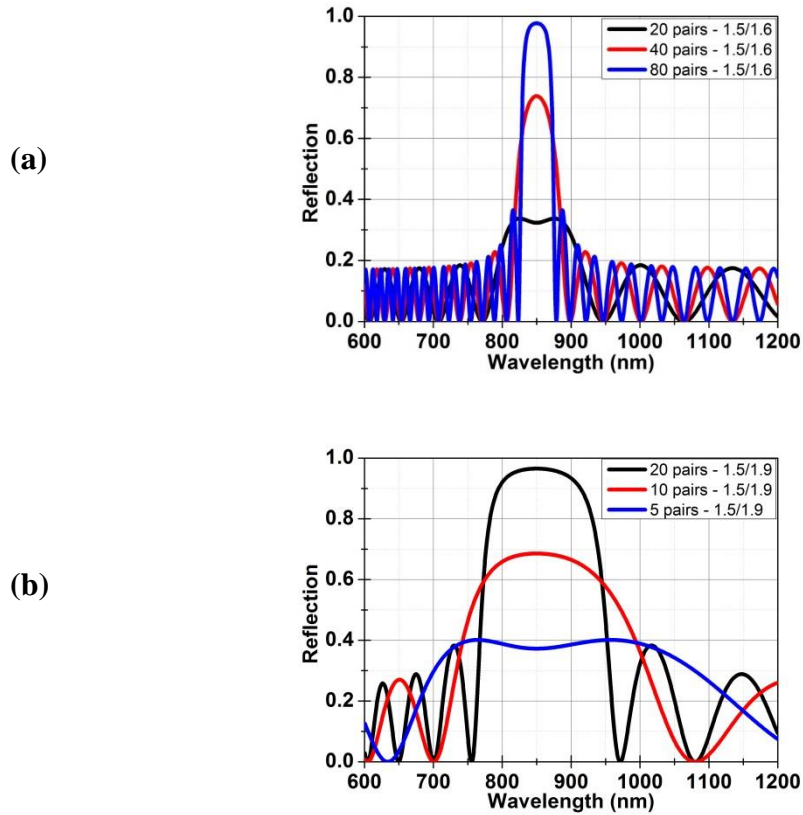 (a)
1.0
0.8
0.6
0.4
0.2
0.0
Reflection
20 pairs - 1.5/1.6
40 pairs - 1.5/1.6
80 pairs - 1.5/1.6
600 700 800 900 1000 1100 1200
Wavelength (nm)
(b)
1.0
0.8
0.6
0.4
0.2
0.0
Reflection
20 pairs - 1.5/1.9
10 pairs - 1.5/1.9
5 pairs - 1.5/1.9
600 700 800 900 1000 1100 1200
Wavelength (nm)